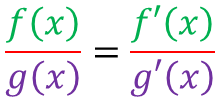 f(x) / g(x) = f′(x) / g′(x)